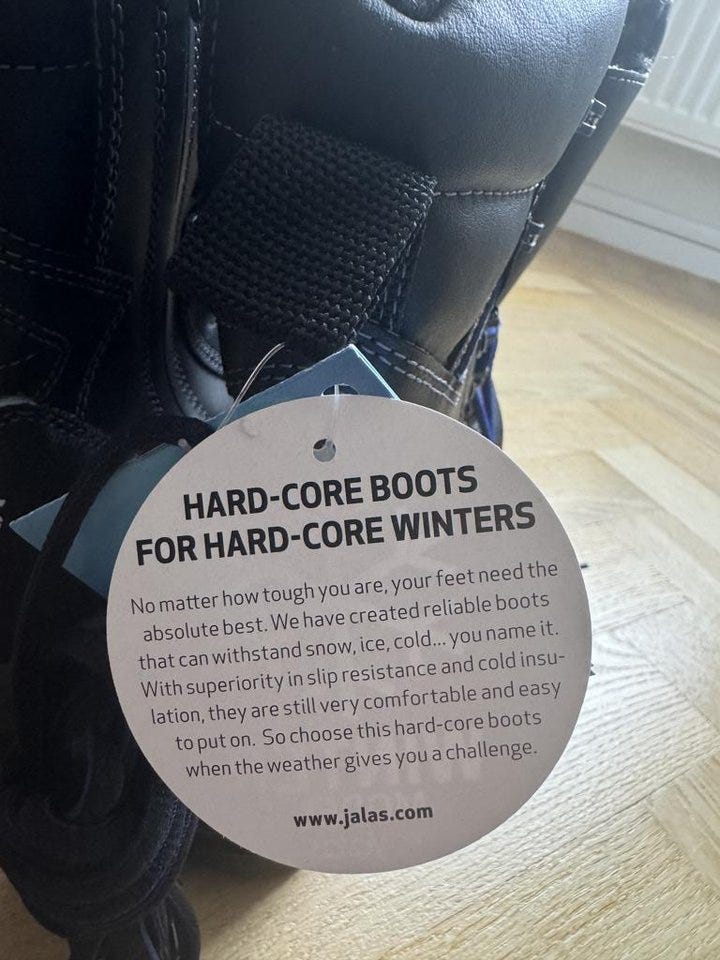 HARD-CORE BOOTS
FOR HARD-CORE WINTERS
No matter how tough you are, your feet need the
absolute best. We have created reliable boots
that can withstand snow, ice, cold... you name it.
With superiority in slip resistance and cold insu-
lation, they are still very comfortable and easy
to put on. So choose this hard-core boots
when the weather gives you a challenge.
www.jalas.com